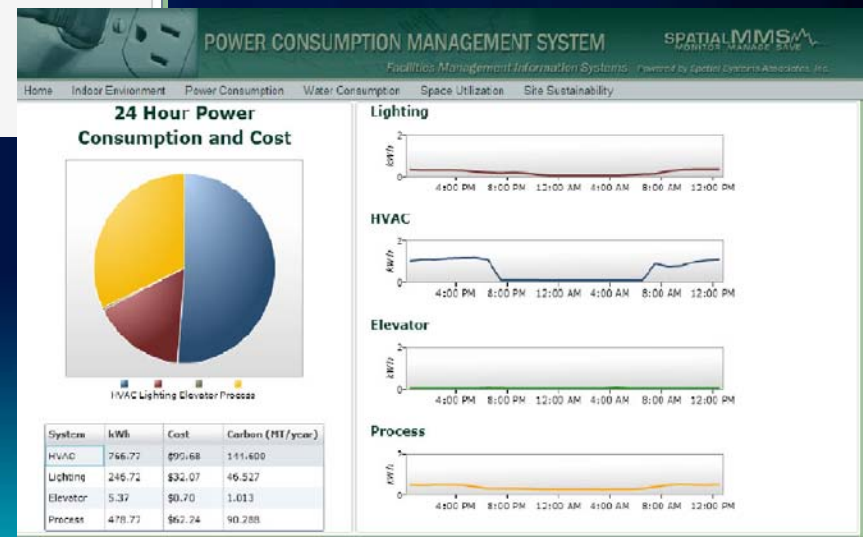 POWER CONSUMPTION MANAGEMENT SYSTEM
SPATIALMMS
MONITOR MANAGE SAVE
Facilities Management Information Systems Powered by Spatial Systems Associates, Inc.
Home Indoor Environment Power Consumption Water Consumption Space Utilization Site Sustainability
24 Hour Power
Consumption and Cost
HVAC Lighting Elevator Process
System kWh Cost Carbon (MT/year)
HVAC 766.77 $99.68 144.600
Lighting 246.72 $32.07 46.527
Elevator 5.37 $0.70 1.013
Process 478.77 $62.24 90.288
Lighting
2
kWh
0
4:00 PM 8:00 PM 12:00 AM 4:00 AM 8:00 AM 12:00 PM
HVAC
2
kWh
0
4:00 PM 8:00 PM 12:00 AM 4:00 AM 8:00 AM 12:00 PM
Elevator
2
kWh
0
4:00 PM 8:00 PM 12:00 AM 4:00 AM 8:00 AM 12:00 PM
Process
kWh
0
4:00 PM 8:00 PM 12:00 AM 4:00 AM 8:00 AM 12:00 PM